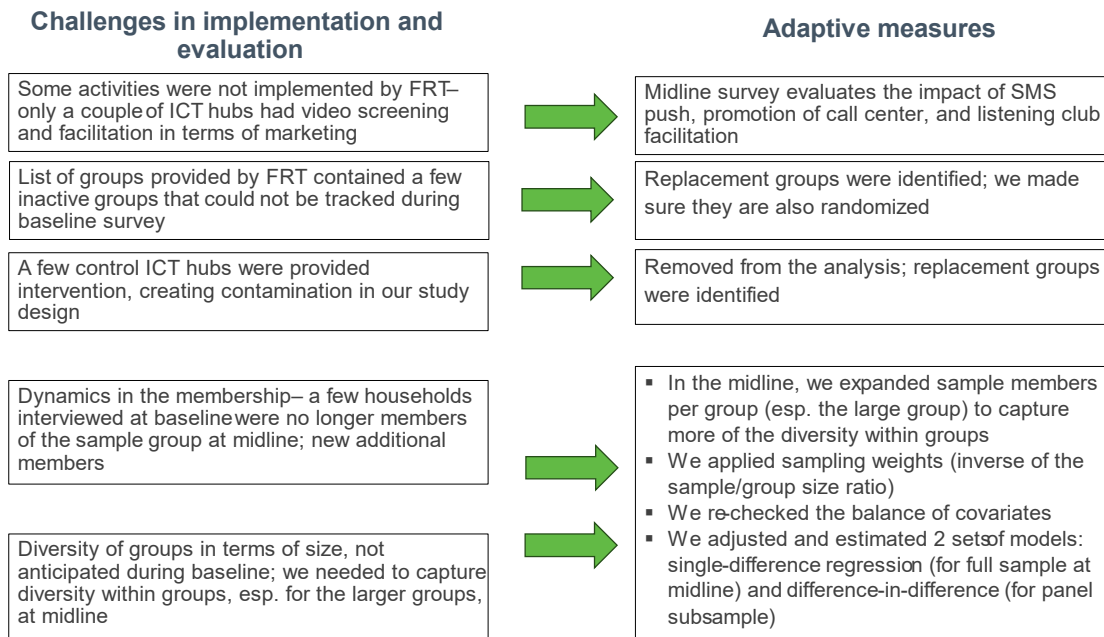 Challenges in implementation and
evaluation
Adaptive measures
Some activities were not implemented by FRT–
only a couple of ICT hubs had video screening
and facilitation in terms of marketing
Midline survey evaluates the impact of SMS
push, promotion of call center, and listening club
facilitation
List of groups provided by FRT contained a few
inactive groups that could not be tracked during
baseline survey
Replacement groups were identified; we made
sure they are also randomized
A few control ICT hubs were provided
intervention, creating contamination in our study
design
Removed from the analysis; replacement groups
were identified
Dynamics in the membership– a few households
interviewed at baseline were no longer members
of the sample group at midline; new additional
members
Diversity of groups in terms of size, not
anticipated during baseline; we needed to capture
diversity within groups, esp. for the larger groups,
at midline
▪ In the midline, we expanded sample members
per group (esp. the large group) to capture
more of the diversity within groups
▪ We applied sampling weights (inverse of the
sample/group size ratio)
▪ We re-checked the balance of covariates
▪ We adjusted and estimated 2 sets of models:
single-difference regression (for full sample at
midline) and difference-in-difference (for panel
subsample)